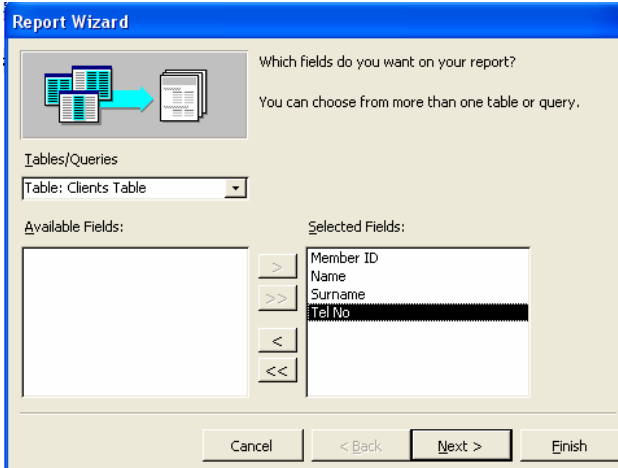 Report Wizard
Which fields do you want on your report?
You can choose from more than one table or query.
Tables/Queries
Table: Clients Table
Available Fields:
Selected Fields:
Member ID
Name
Surname
Tel No
>
>>
<
<<
Cancel
< Back
Next >
Finish